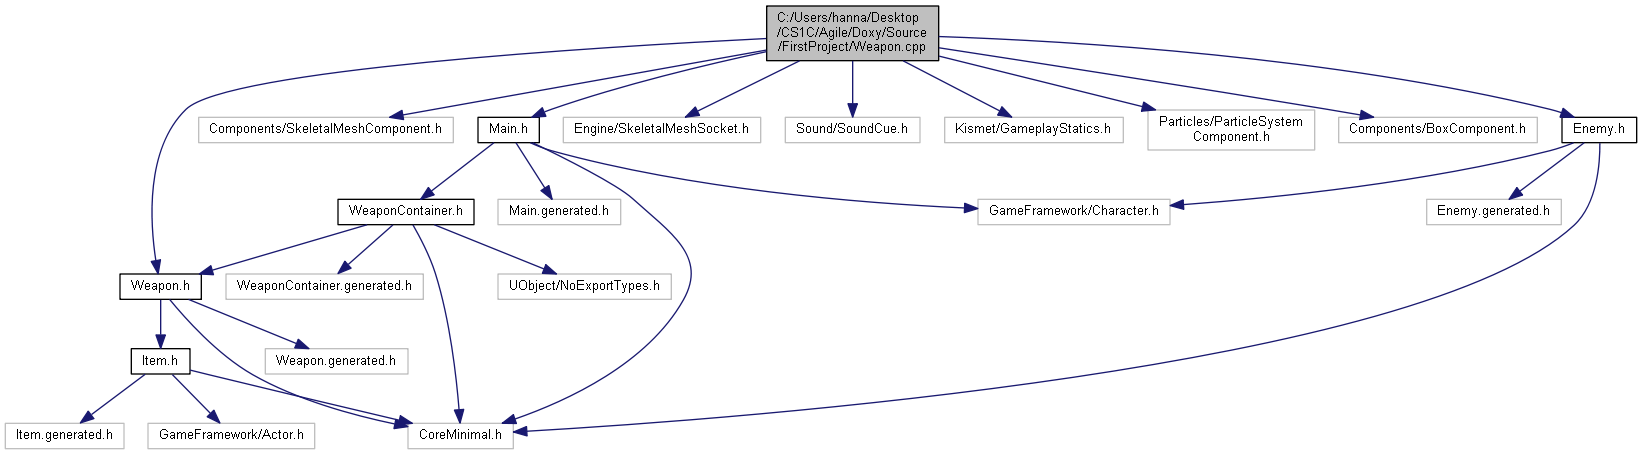 C:/Users/hanna/Desktop
/CS1C/Agile/Doxy/Source
/FirstProject/Weapon.cpp
Components/SkeletalMeshComponent.h
Main.h
Engine/SkeletalMeshSocket.h
Sound/SoundCue.h
Kismet/GameplayStatics.h
Particles/ParticleSystem
Component.h
Components/BoxComponent.h
Enemy.h
WeaponContainer.h
Main.generated.h
GameFramework/Character.h
Enemy.generated.h
Weapon.h
WeaponContainer.generated.h
UObject/NoExportTypes.h
Item.h
Weapon.generated.h
Item.generated.h
GameFramework/Actor.h
CoreMinimal.h